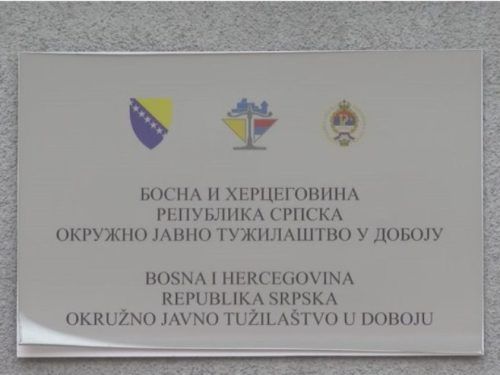 БОСНА И ХЕРЦЕГОВИНА
РЕПУБЛИКА СРПСКА
ОКРУЖНО ЈАВНО ТУЖИЛАШТВО У ДОБОЈУ
BOSNA I HERCEGOVINA
REPUBLIKA SRPSKA
OKRUŽNO JAVNO TUŽILAŠTVO U DOBOJU